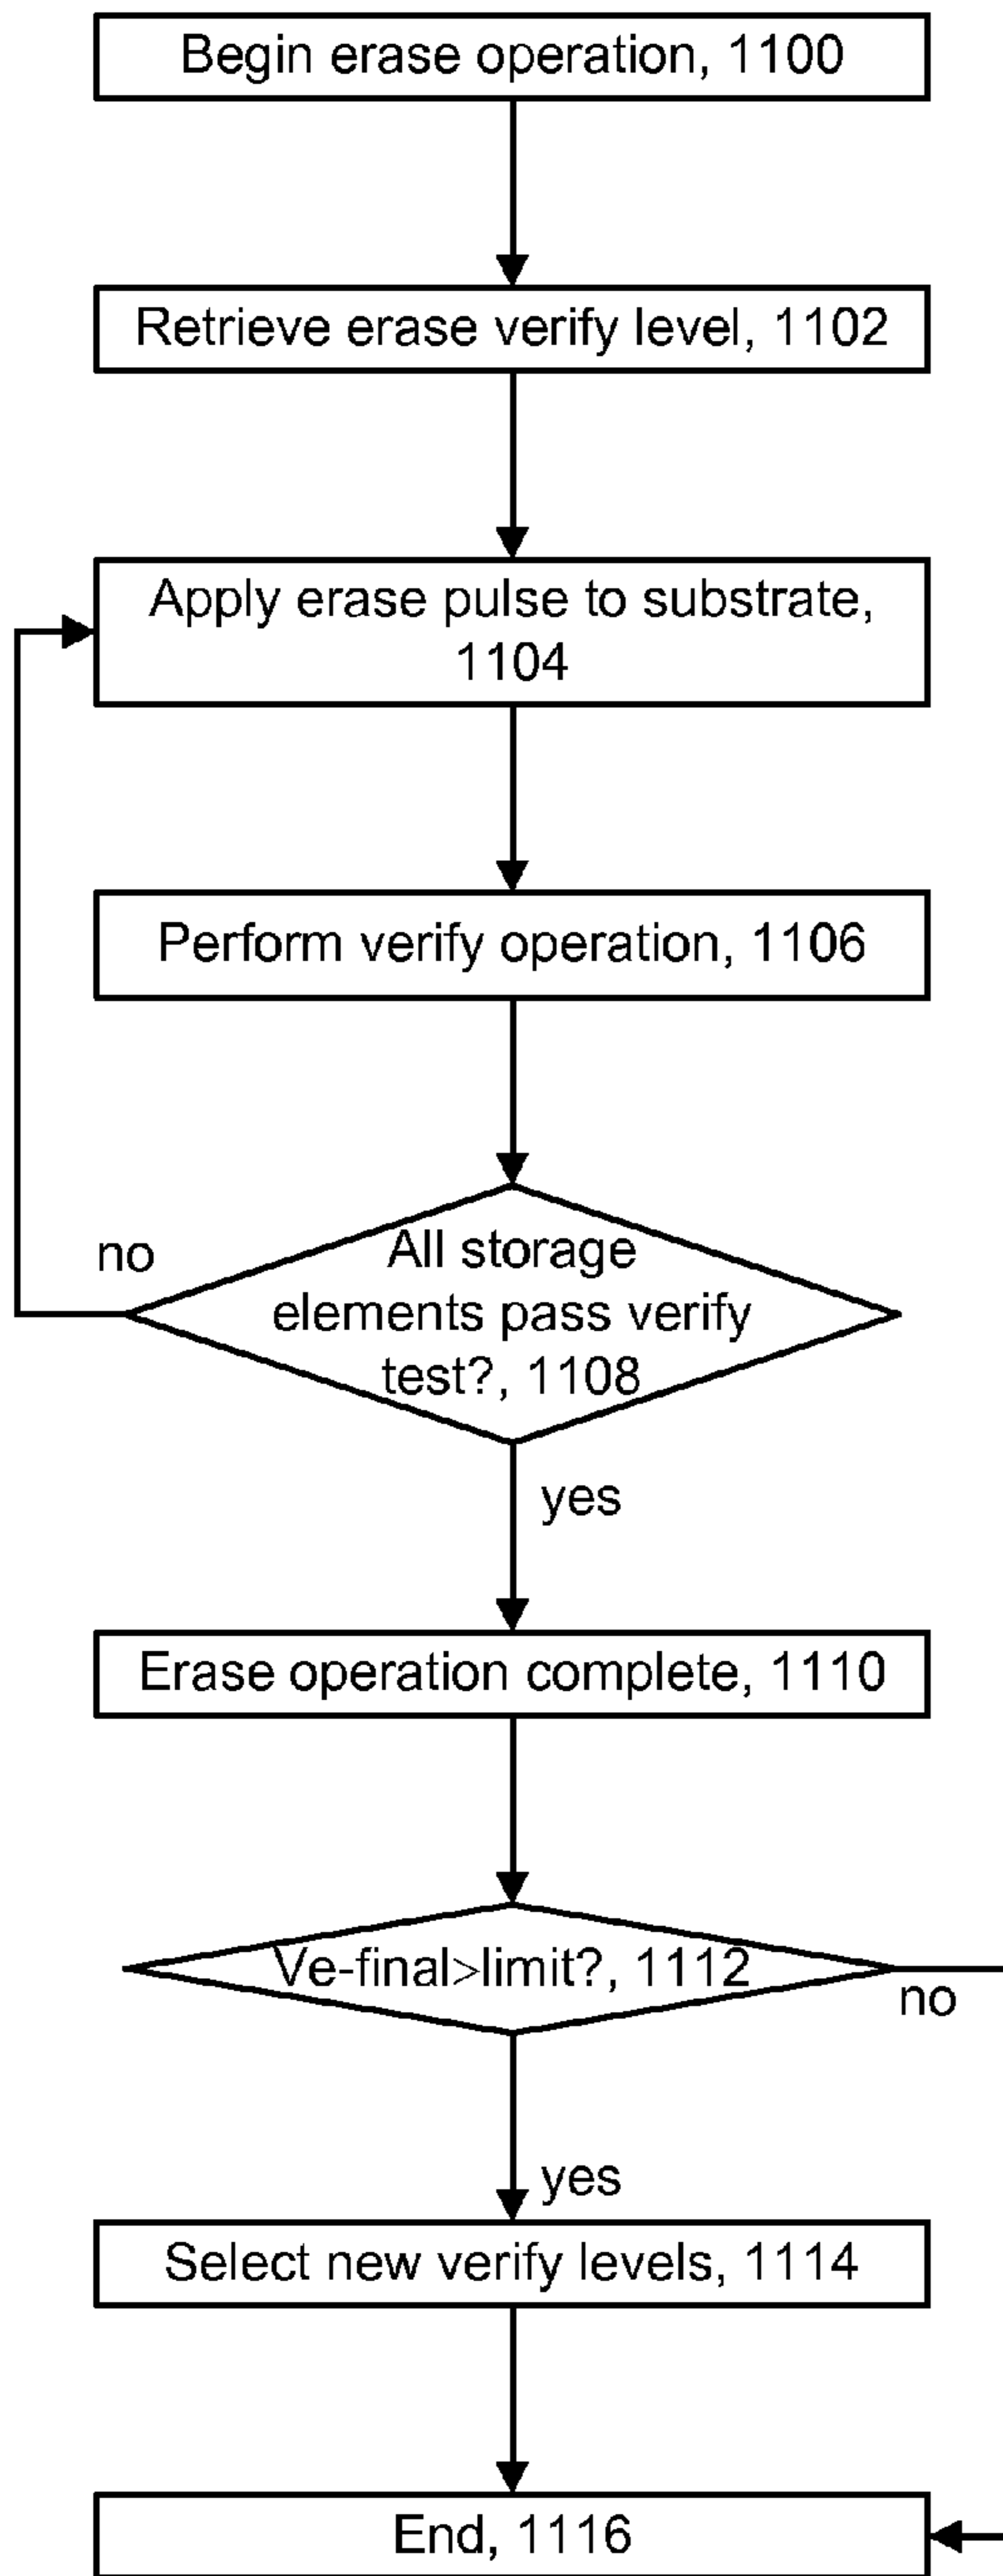 Begin erase operation, 1100
Retrieve erase verify level, 1102
Apply erase pulse to substrate,
1104
Perform verify operation, 1106
no
All storage
elements pass verify
test?, 1108
yes
Erase operation complete, 1110
Ve-final>limit?, 1112
no
yes
Select new verify levels, 1114
End, 1116